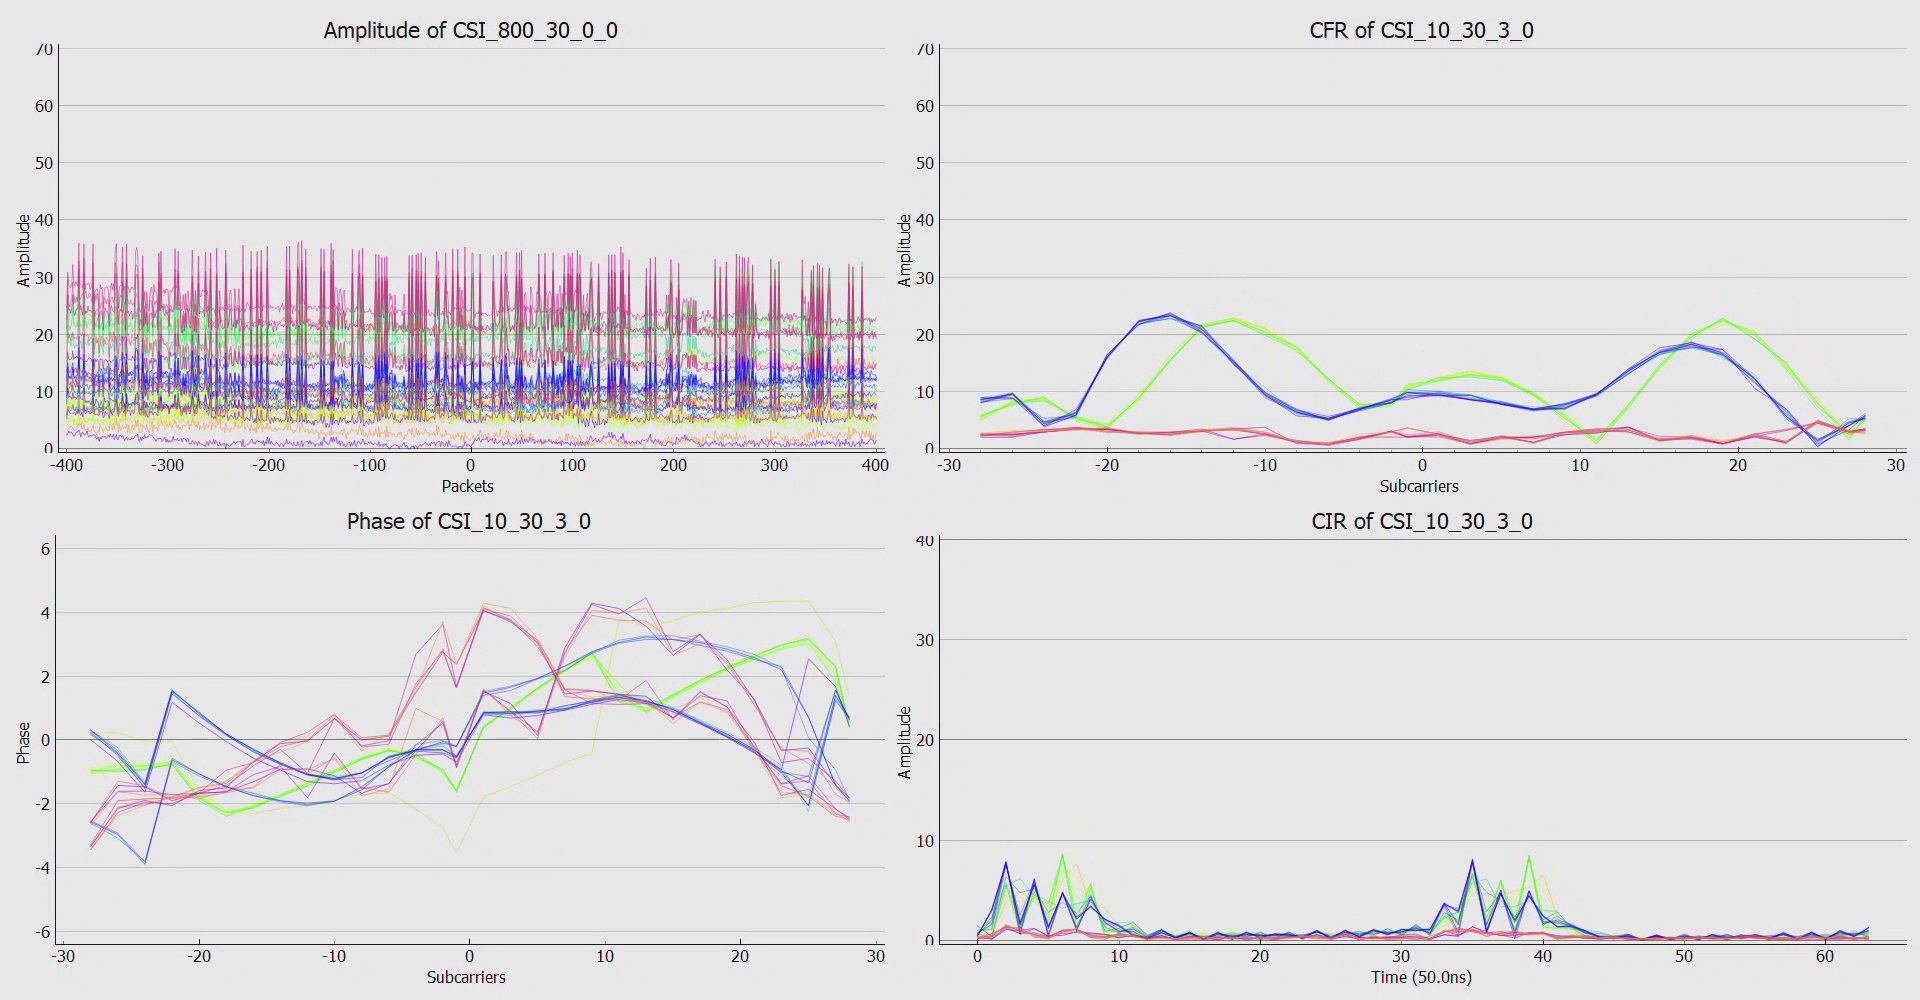 Amplitude of CSI_800_30_0_0
70
60
50
40
30
20
10
0
Amplitude
-400 -300 -200 -100 0 100 200 300 400
Packets
CFR of CSI_10_30_3_0
70
60
50
40
30
20
10
0
Amplitude
-30 -20 -10 0 10 20 30
Subcarriers
Phase of CSI_10_30_3_0
6
4
2
0
-2
-4
-6
Phase
-30 -20 -10 0 10 20 30
Subcarriers
CIR of CSI_10_30_3_0
40
30
20
10
0
Amplitude
0 10 20 30 40 50 60
Time (50.0ns)